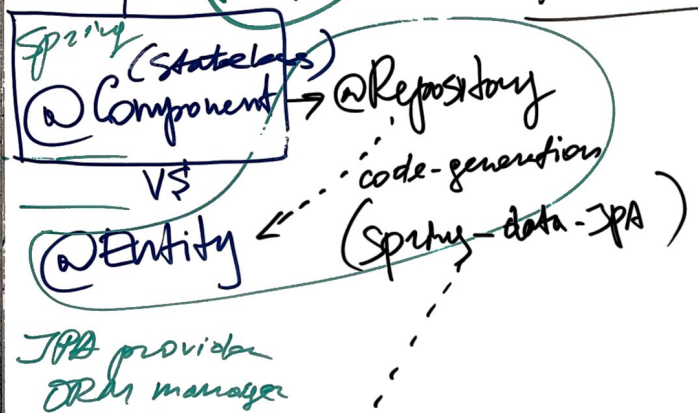 Spring
(stateless)
@Component → @Repository
VS
code-generation
@Entity
(Spring-data-JPA)
JPA provider
ORM manager